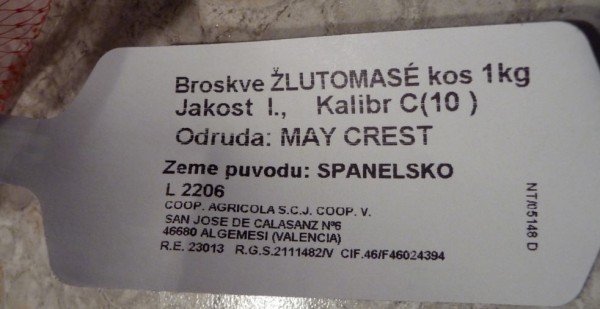 Broskve ŽLUTOMASÉ kos 1kg
Jakost I., Kalibr C(10 )
Odruda: MAY CREST
Zeme puvodu: SPANELSKO
L 2206
COOP. AGRICOLA S.C.J. COOP. V.
SAN JOSE DE CALASANZ Nº6
46680 ALGEMESI (VALENCIA)
R.E. 23013 R.G.S.2111482/V CIF.46/F46024394
NT/05148 D